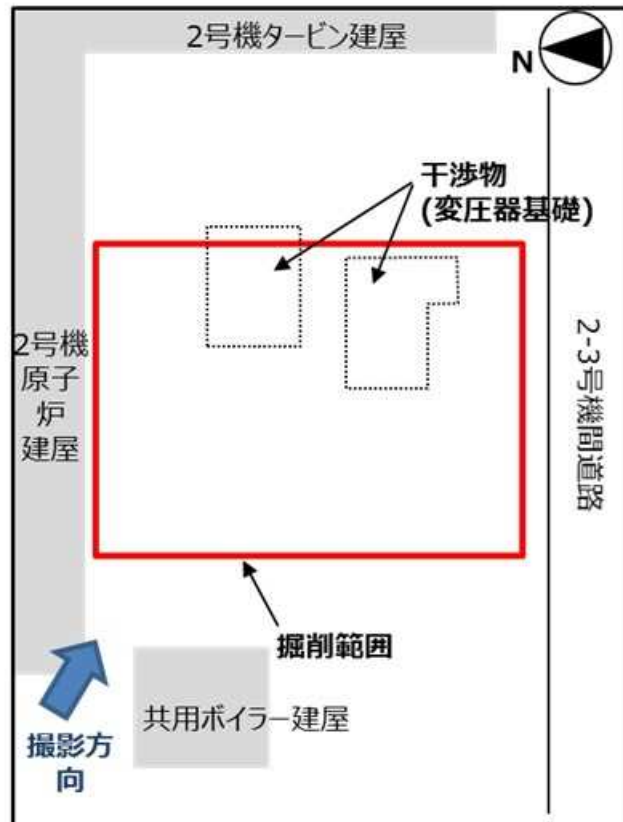 2号機タービン建屋
N
干渉物
(変圧器基礎)
2号機
原子
炉
建屋
2-3号機間道路
掘削範囲
共用ボイラー建屋
撮影方
向